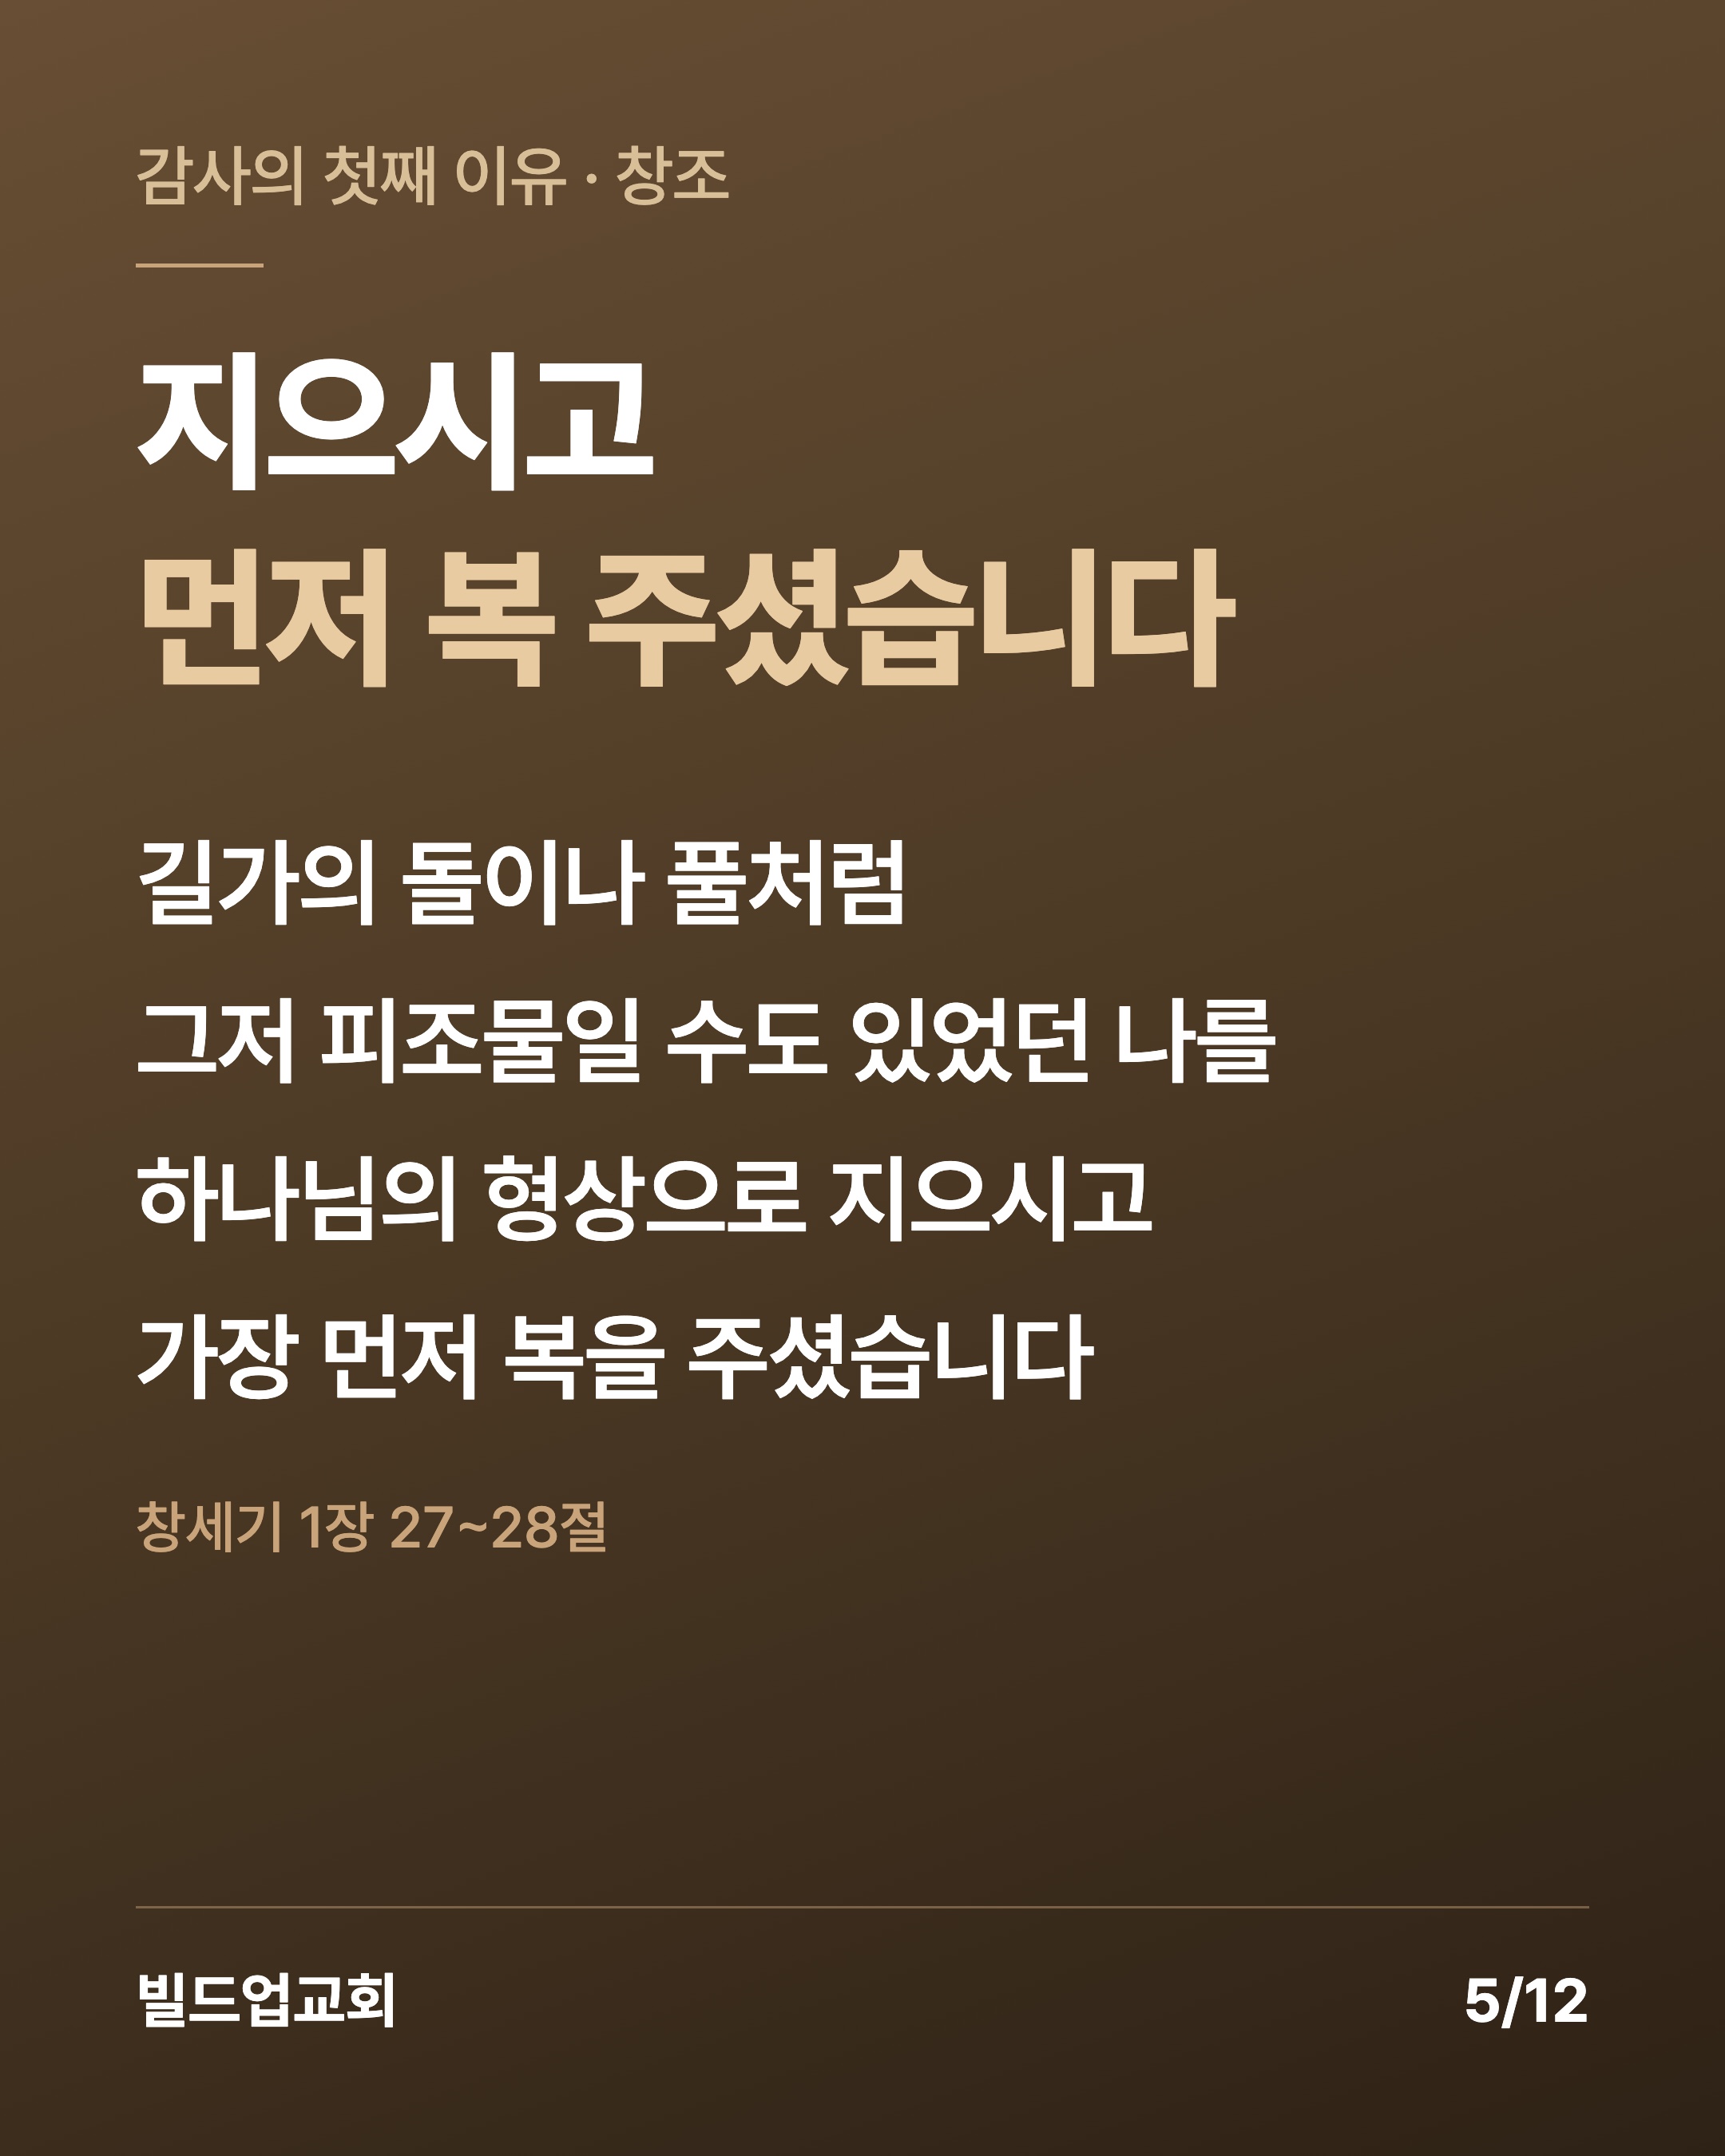 감사의 첫째 이유 · 창조
지으시고
먼저 복 주셨습니다
길가의 돌이나 풀처럼
그저 피조물일 수도 있었던 나를
하나님의 형상으로 지으시고
가장 먼저 복을 주셨습니다
창세기 1장 27~28절
빌드업교회
5/12